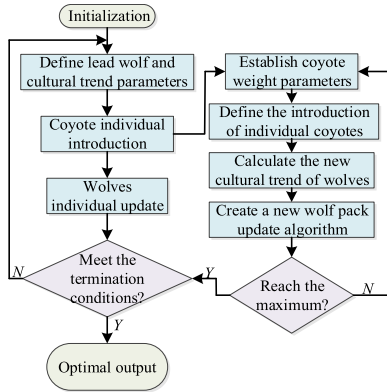 Initialization
Define lead wolf and
cultural trend parameters
Coyote individual
introduction
Wolves
individual update
Meet the
termination
conditions?
N
Y
Optimal output
Establish coyote
weight parameters
Define the introduction
of individual coyotes
Calculate the new
cultural trend of wolves
Create a new wolf pack
update algorithm
Reach the
maximum?
Y
N